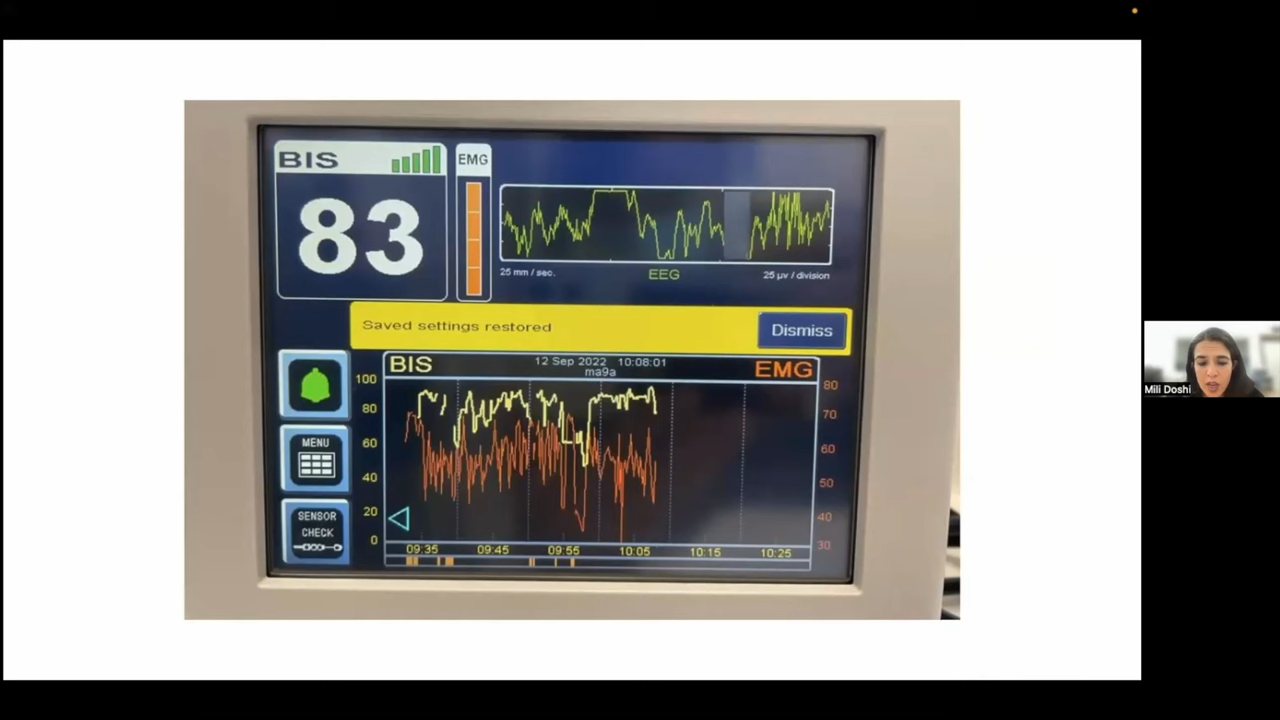 BIS
EMG
83
25 mm / sec.
EEG
25 μv / division
Saved settings restored
Dismiss
BIS
12 Sep 2022 10:08:01
EMG
ma9a
100
80
60
40
20
0
80
70
60
50
40
30
MENU
SENSOR
CHECK
09:35 09:45 09:55 10:05 10:15 10:25
Mili Doshi